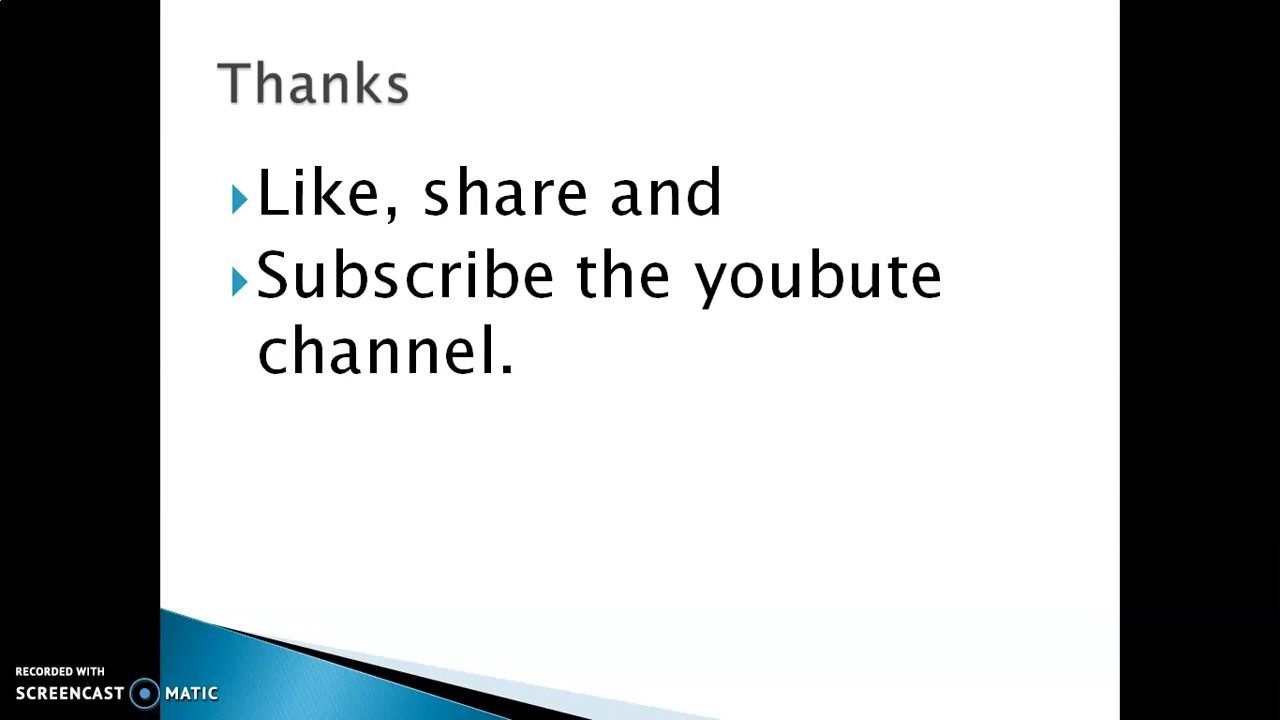 Thanks
Like, share and
Subscribe the youbute
channel.
RECORDED WITH
SCREENCAST MATIC